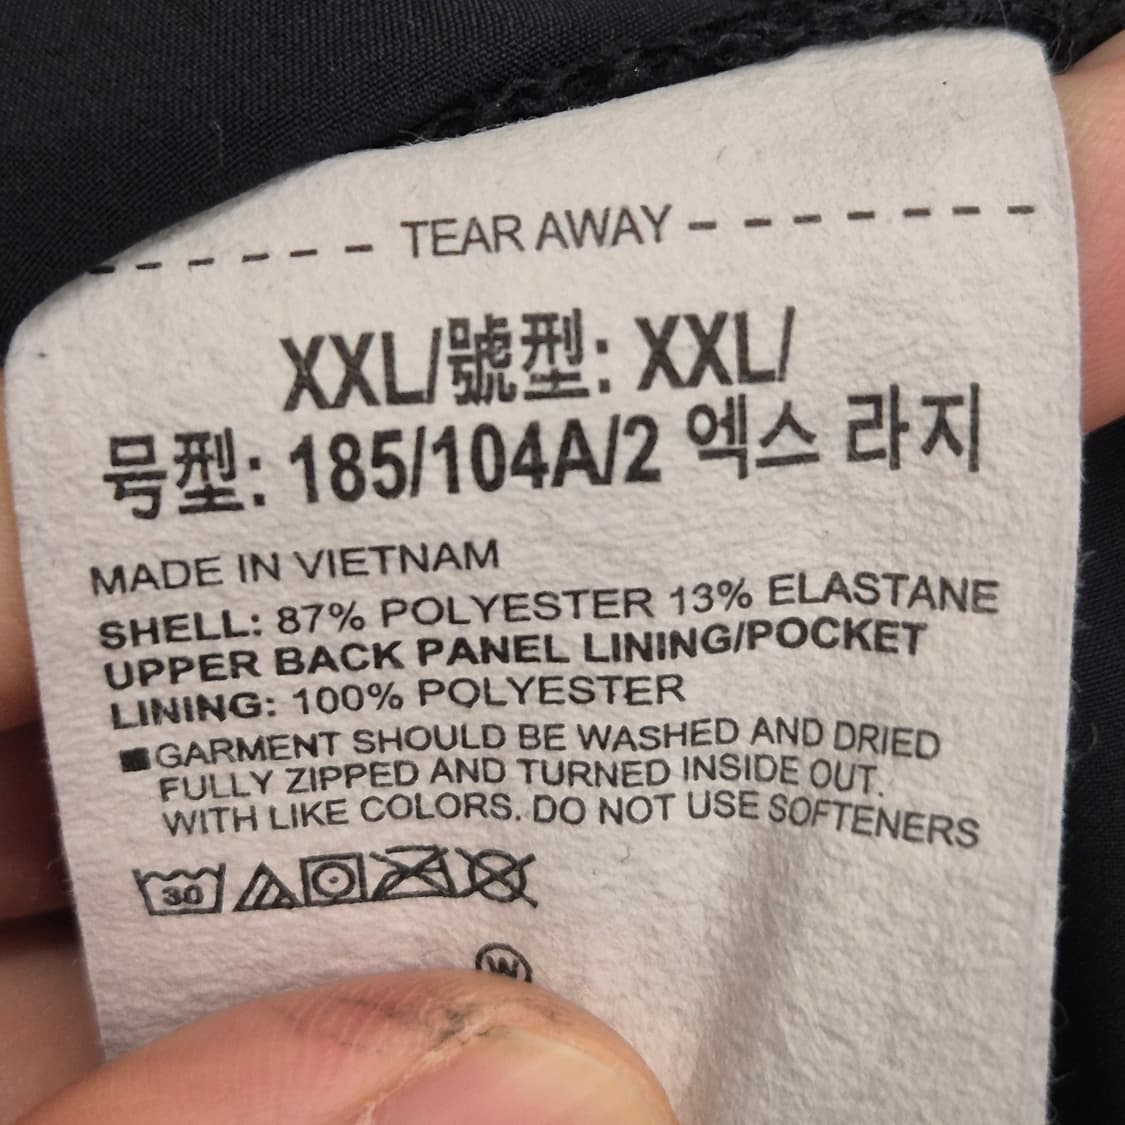 TEAR AWAY
XXL/號型: XXL/
号型: 185/104A/2 엑스 라지
MADE IN VIETNAM
SHELL: 87% POLYESTER 13% ELASTANE
UPPER BACK PANEL LINING/POCKET
LINING: 100% POLYESTER
■GARMENT SHOULD BE WASHED AND DRIED
FULLY ZIPPED AND TURNED INSIDE OUT.
WITH LIKE COLORS. DO NOT USE SOFTENERS
30
W